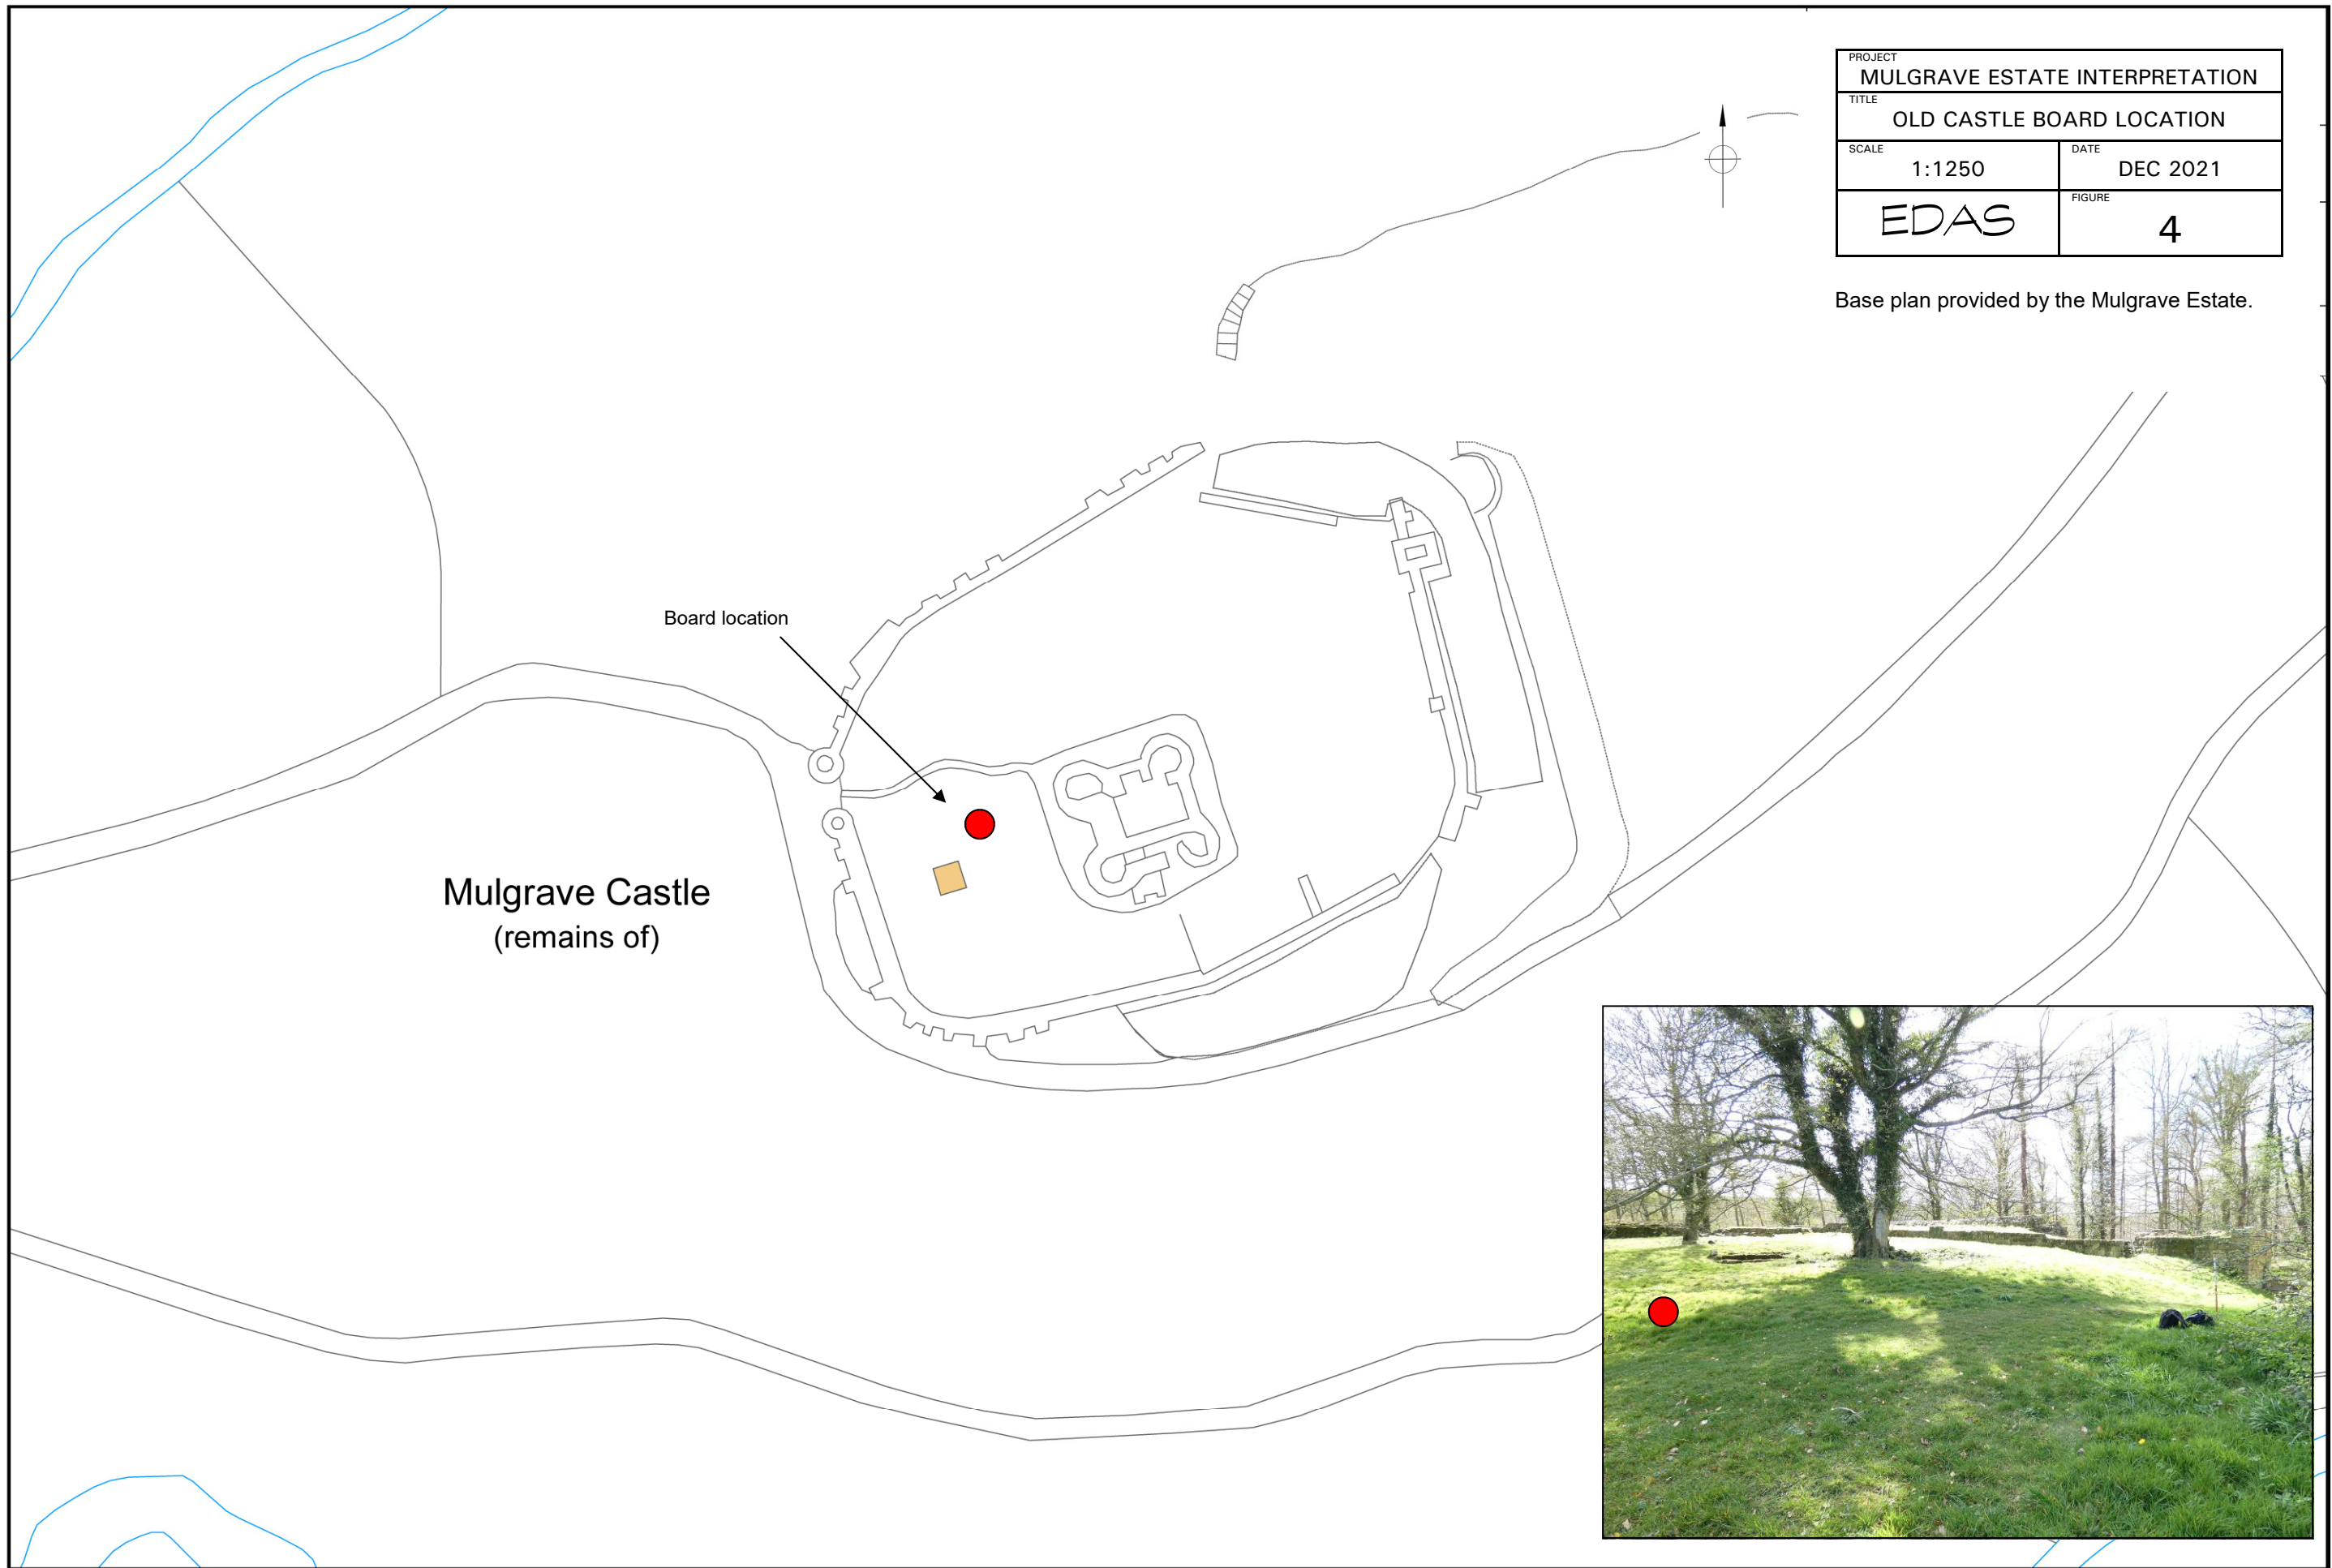 PROJECT
MULGRAVE ESTATE INTERPRETATION
TITLE
OLD CASTLE BOARD LOCATION
SCALE
1:1250
DATE
DEC 2021
EDAS
FIGURE
4
Base plan provided by the Mulgrave Estate.
Board location
Mulgrave Castle
(remains of)